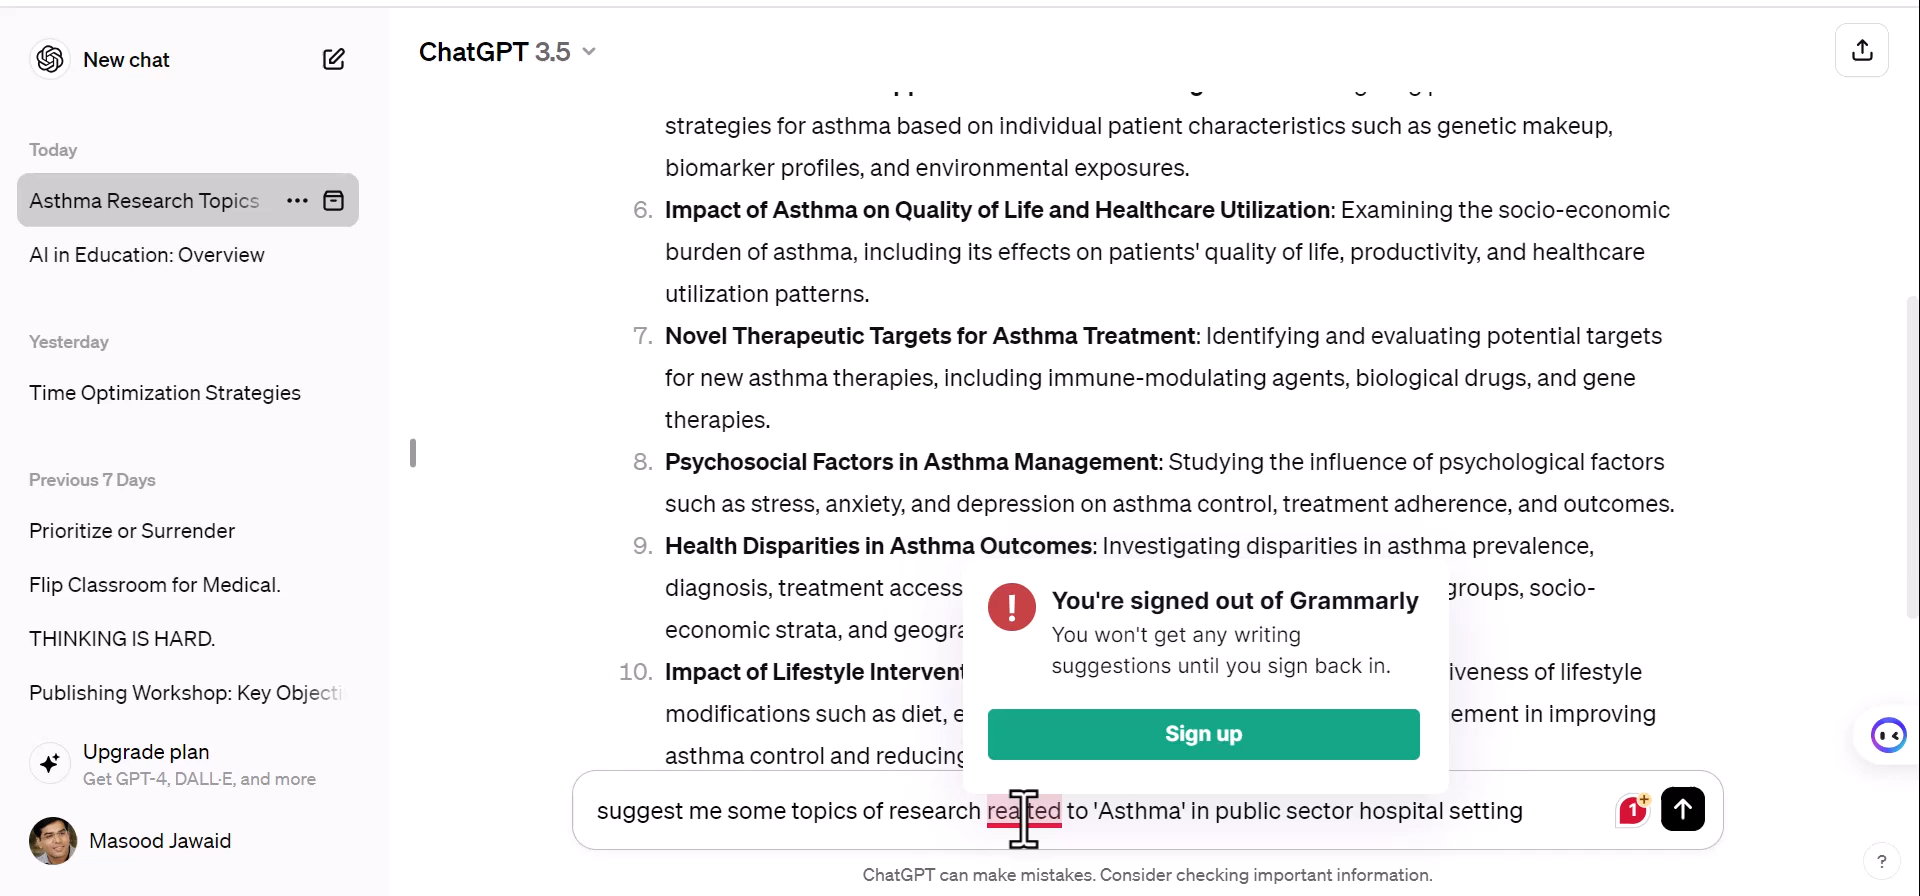 New chat
Today
Asthma Research Topics
AI in Education: Overview
Yesterday
Time Optimization Strategies
Previous 7 Days
Prioritize or Surrender
Flip Classroom for Medical.
THINKING IS HARD.
Publishing Workshop: Key Objecti
Upgrade plan
Get GPT-4, DALL·E, and more
Masood Jawaid
ChatGPT 3.5
strategies for asthma based on individual patient characteristics such as genetic makeup,
biomarker profiles, and environmental exposures.
6. Impact of Asthma on Quality of Life and Healthcare Utilization: Examining the socio-economic
burden of asthma, including its effects on patients' quality of life, productivity, and healthcare
utilization patterns.
7. Novel Therapeutic Targets for Asthma Treatment: Identifying and evaluating potential targets
for new asthma therapies, including immune-modulating agents, biological drugs, and gene
therapies.
8. Psychosocial Factors in Asthma Management: Studying the influence of psychological factors
such as stress, anxiety, and depression on asthma control, treatment adherence, and outcomes.
9. Health Disparities in Asthma Outcomes: Investigating disparities in asthma prevalence,
diagnosis, treatment access groups, socio-
economic strata, and geogra
10. Impact of Lifestyle Intervent iveness of lifestyle
modifications such as diet, e ement in improving
asthma control and reducing
You're signed out of Grammarly
You won't get any writing
suggestions until you sign back in.
Sign up
suggest me some topics of research realted to 'Asthma' in public sector hospital setting
1
ChatGPT can make mistakes. Consider checking important information.
?